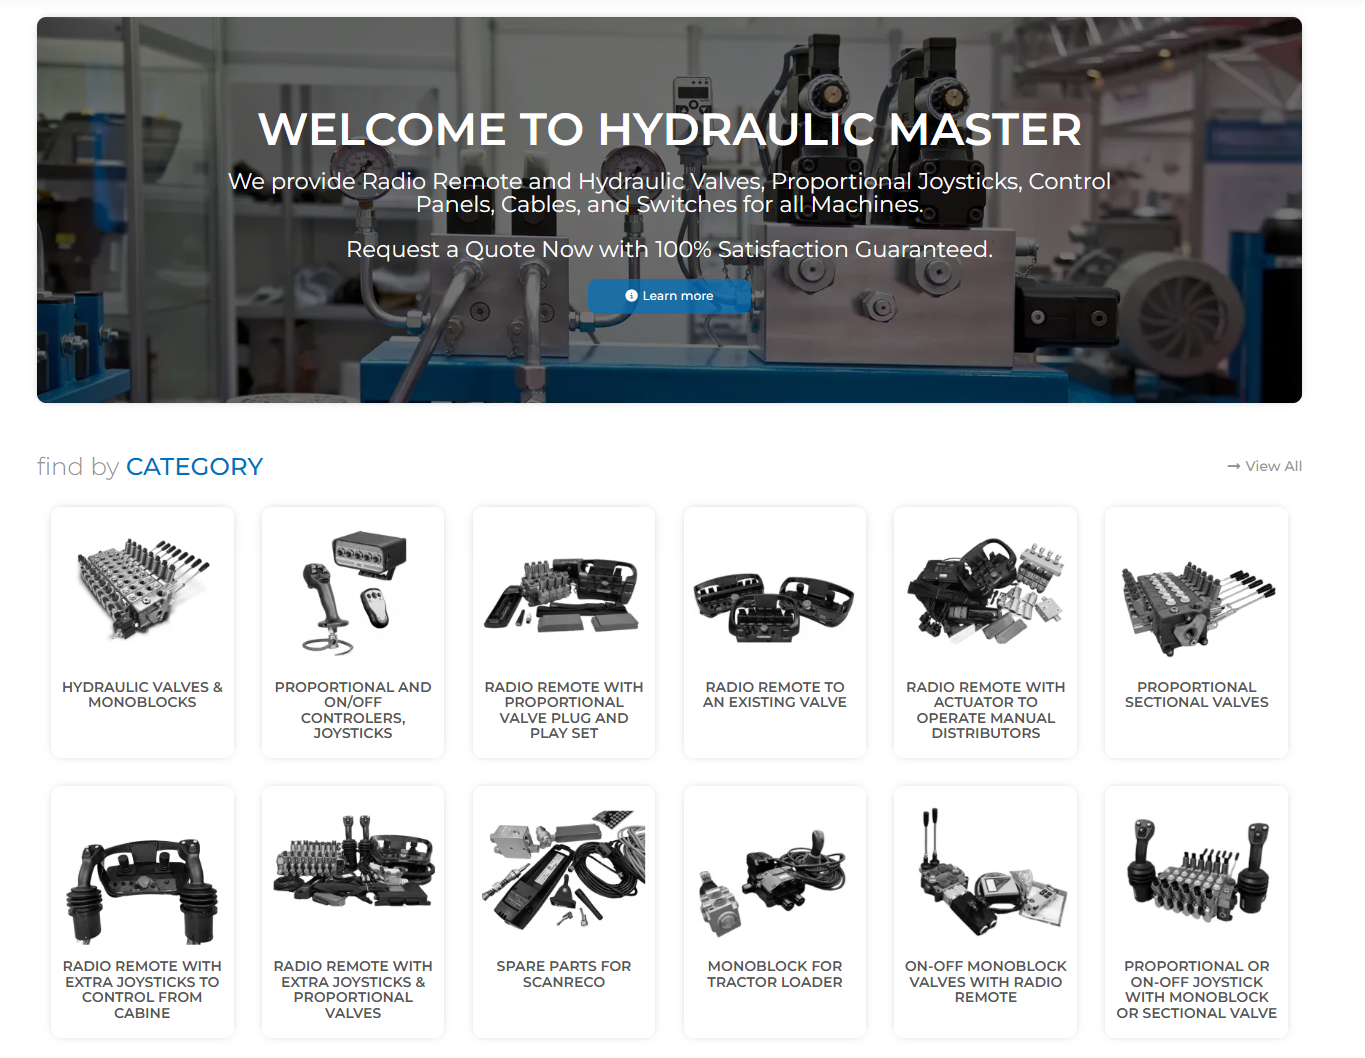 WELCOME TO HYDRAULIC MASTER
We provide Radio Remote and Hydraulic Valves, Proportional Joysticks, Control
Panels, Cables, and Switches for all Machines.
Request a Quote Now with 100% Satisfaction Guaranteed.
Learn more
find by CATEGORY
View All
HYDRAULIC VALVES &
MONOBLOCKS
PROPORTIONAL AND
ON/OFF
CONTROLERS,
JOYSTICKS
RADIO REMOTE WITH
PROPORTIONAL
VALVE PLUG AND
PLAY SET
RADIO REMOTE TO
AN EXISTING VALVE
RADIO REMOTE WITH
ACTUATOR TO
OPERATE MANUAL
DISTRIBUTORS
PROPORTIONAL
SECTIONAL VALVES
RADIO REMOTE WITH
EXTRA JOYSTICKS TO
CONTROL FROM
CABINE
RADIO REMOTE WITH
EXTRA JOYSTICKS &
PROPORTIONAL
VALVES
SPARE PARTS FOR
SCANRECO
MONOBLOCK FOR
TRACTOR LOADER
ON-OFF MONOBLOCK
VALVES WITH RADIO
REMOTE
PROPORTIONAL OR
ON-OFF JOYSTICK
WITH MONOBLOCK
OR SECTIONAL VALVE